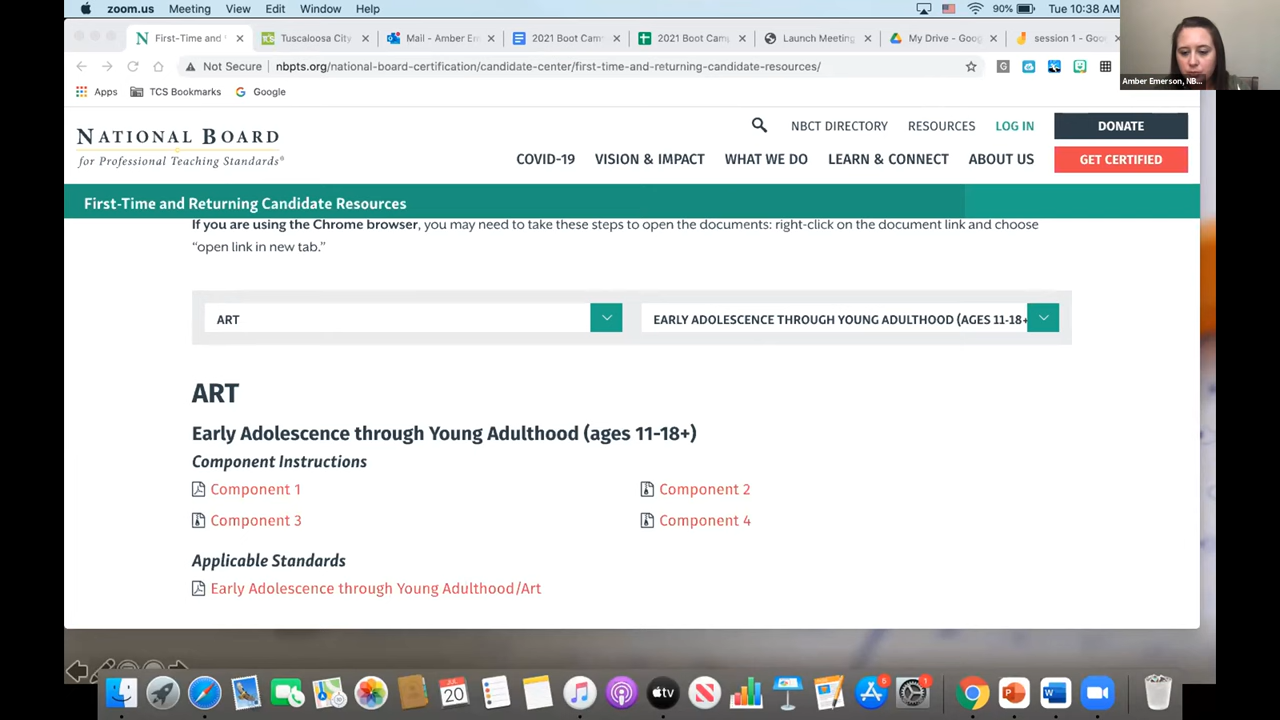 zoom.us Meeting View Edit Window Help 90% Tue 10:38 AM
First-Time and Tuscaloosa City Mail - Amber Em 2021 Boot Cam 2021 Boot Cam Launch Meeting My Drive - Goog session 1 - Goo
Not Secure nbpts.org/national-board-certification/candidate-center/first-time-and-returning-candidate-resources/
Amber Emerson, NB...
Apps TCS Bookmarks Google
NBCT DIRECTORY RESOURCES LOG IN DONATE
NATIONAL BOARD
for Professional Teaching Standards®
COVID-19 VISION & IMPACT WHAT WE DO LEARN & CONNECT ABOUT US GET CERTIFIED
First-Time and Returning Candidate Resources
If you are using the Chrome browser, you may need to take these steps to open the documents: right-click on the document link and choose
“open link in new tab.”
ART EARLY ADOLESCENCE THROUGH YOUNG ADULTHOOD (AGES 11-18+
ART
Early Adolescence through Young Adulthood (ages 11-18+)
Component Instructions
Component 1 Component 2
Component 3 Component 4
Applicable Standards
Early Adolescence through Young Adulthood/Art
JUL
20
tv
6
1